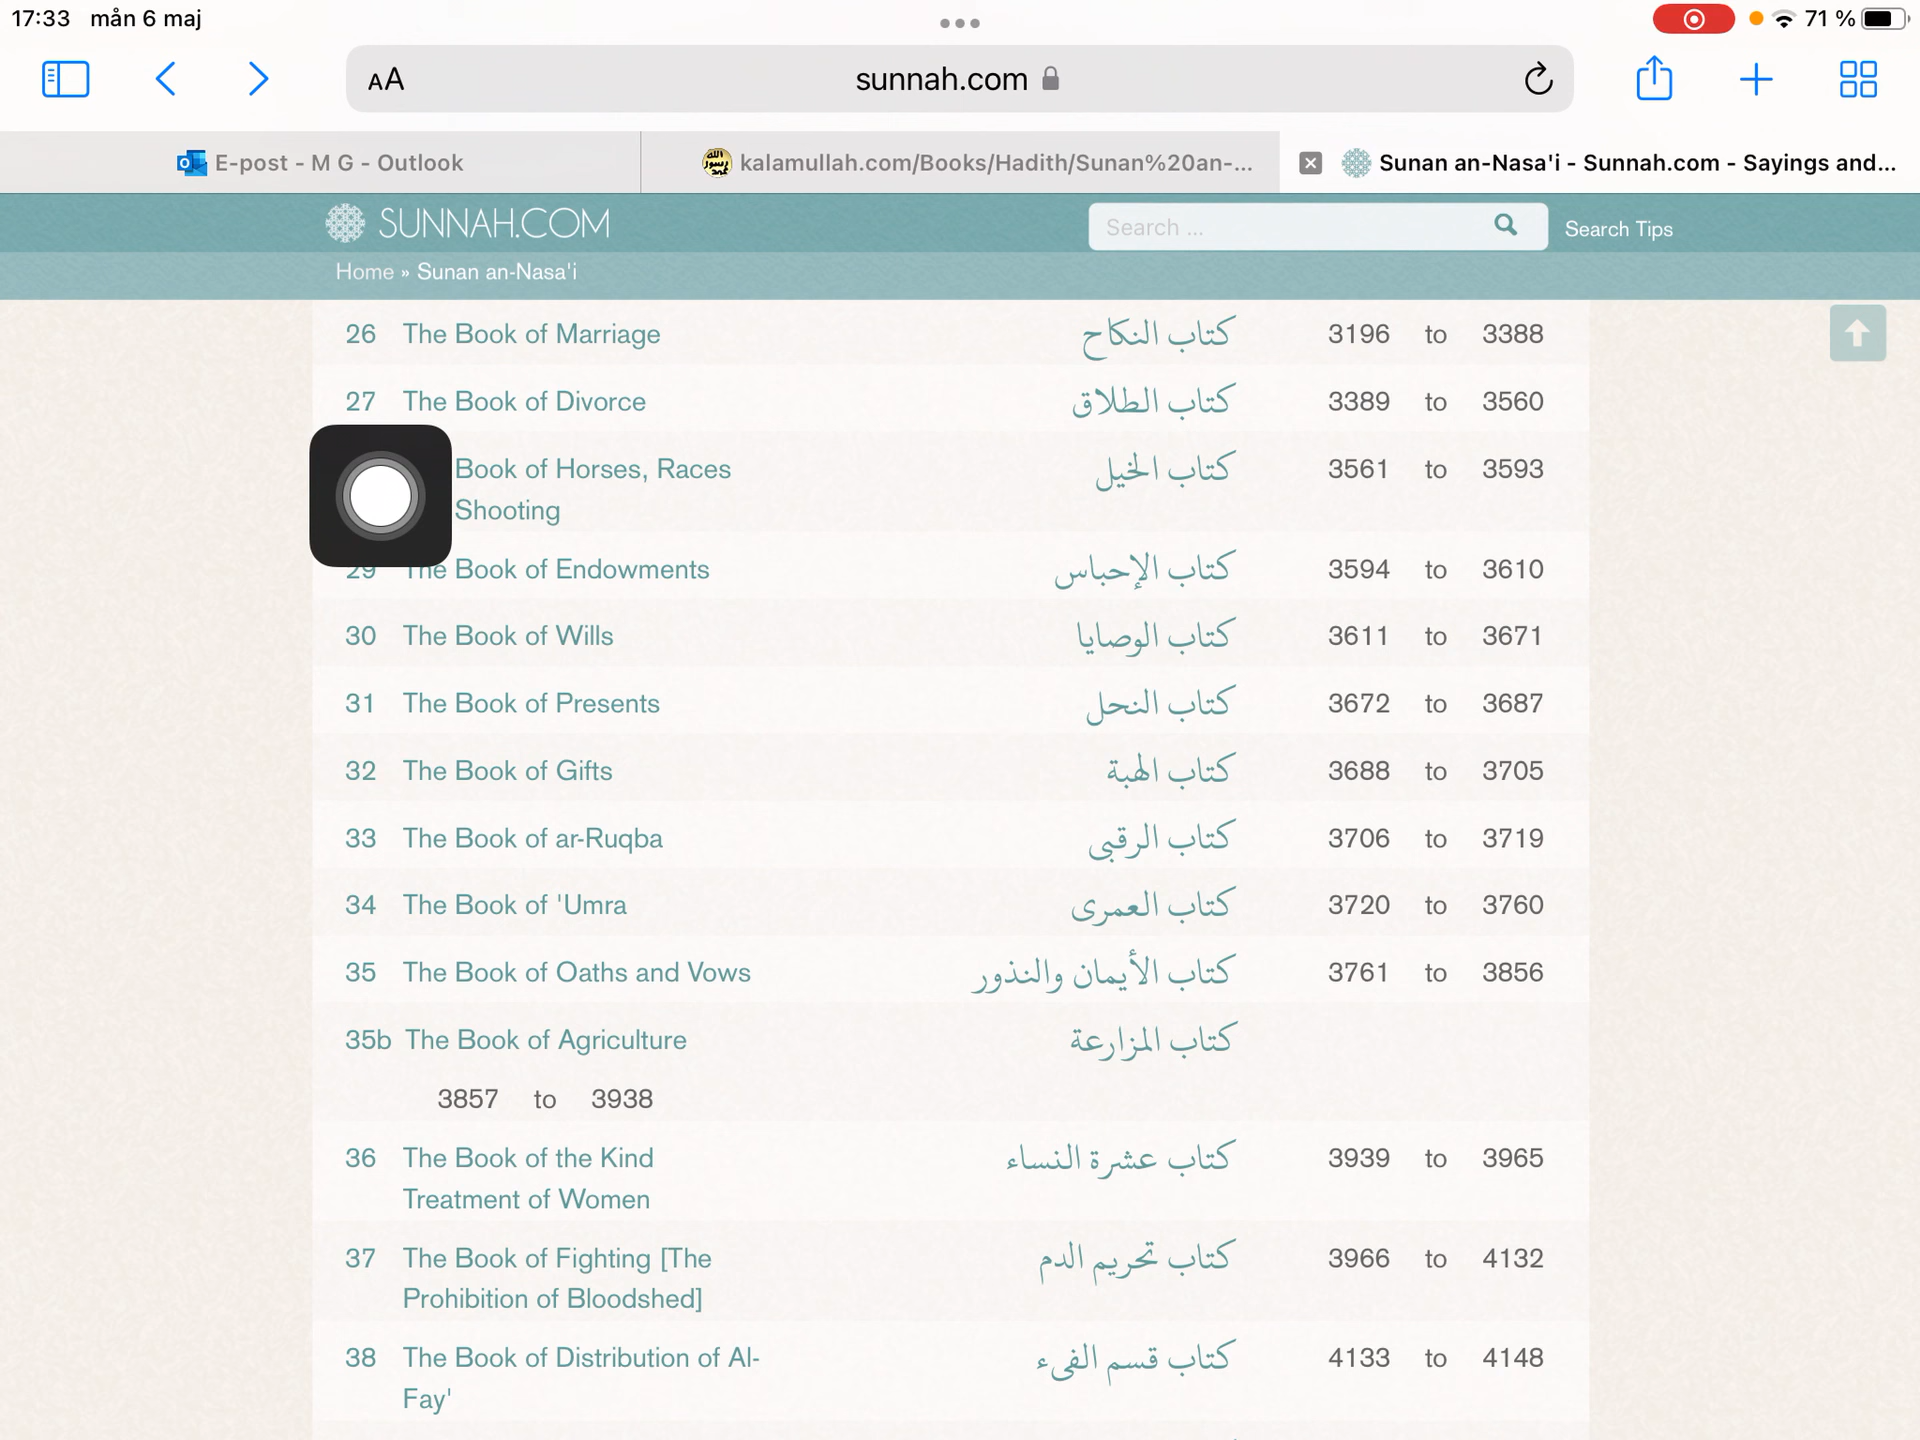 17:33 mån 6 maj
71 %
AA
sunnah.com
E-post - M G - Outlook
kalamullah.com/Books/Hadith/Sunan%20an-...
Sunan an-Nasa'i - Sunnah.com - Sayings and...
SUNNAH.COM
Search ...
Search Tips
Home » Sunan an-Nasa'i
26 The Book of Marriage كتاب النكاح 3196 to 3388
27 The Book of Divorce كتاب الطلاق 3389 to 3560
Book of Horses, Races كتاب الخيل 3561 to 3593
Shooting
29 The Book of Endowments كتاب الإحباس 3594 to 3610
30 The Book of Wills كتاب الوصايا 3611 to 3671
31 The Book of Presents كتاب النحل 3672 to 3687
32 The Book of Gifts كتاب الهبة 3688 to 3705
33 The Book of ar-Ruqba كتاب الرقبى 3706 to 3719
34 The Book of 'Umra كتاب العمرى 3720 to 3760
35 The Book of Oaths and Vows كتاب الأيمان والنذور 3761 to 3856
35b The Book of Agriculture كتاب المزارعة
3857 to 3938
36 The Book of the Kind كتاب عشرة النساء 3939 to 3965
Treatment of Women
37 The Book of Fighting [The كتاب تحريم الدم 3966 to 4132
Prohibition of Bloodshed]
38 The Book of Distribution of Al- كتاب قسم الفىء 4133 to 4148
Fay'